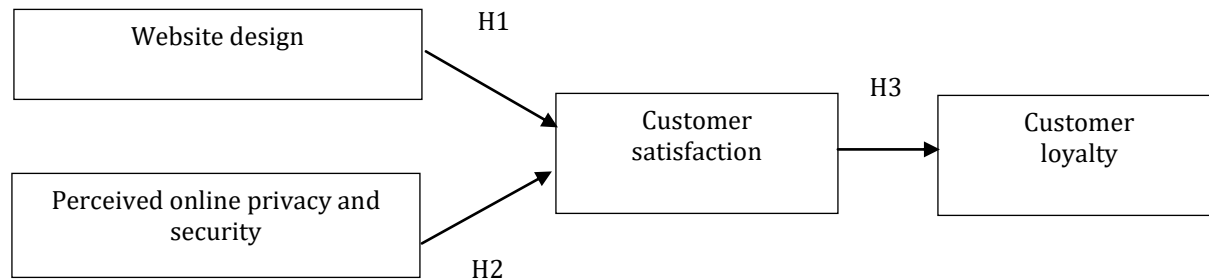 Website design
H1
Perceived online privacy and
security
H2
Customer
satisfaction
H3
Customer
loyalty